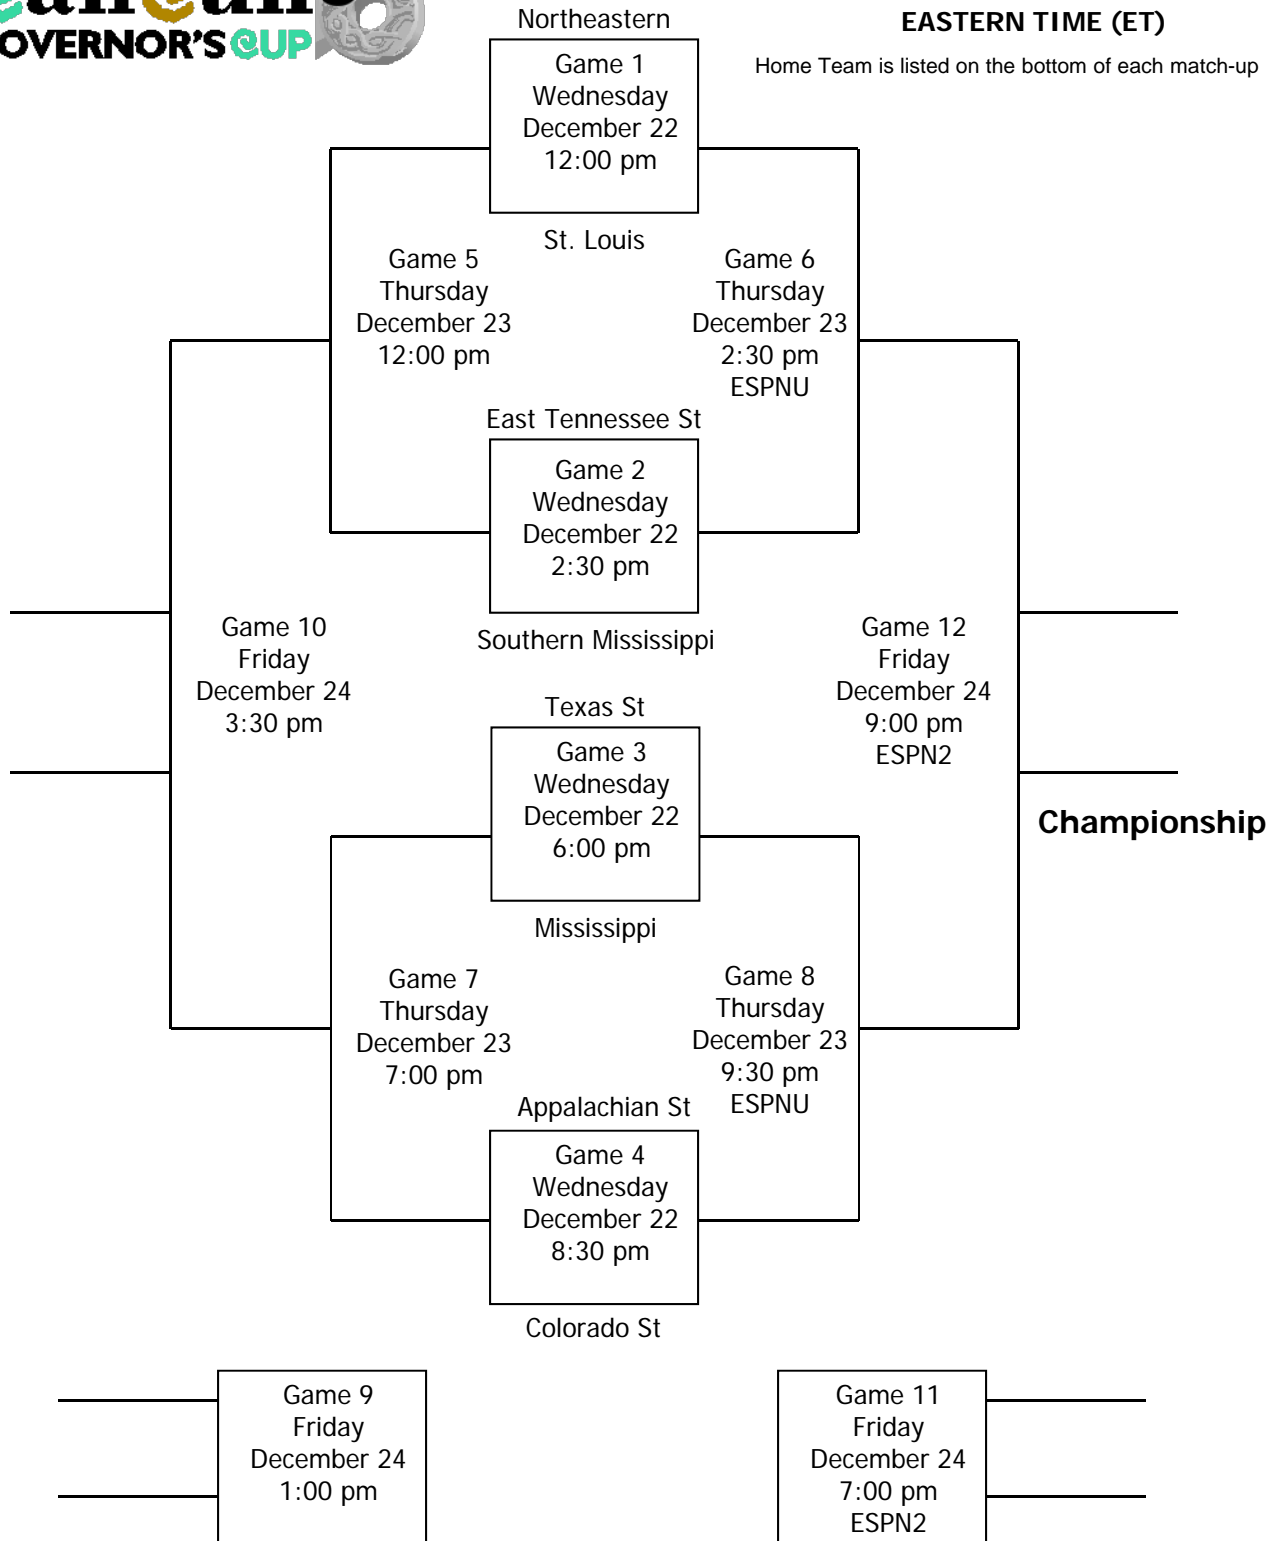 OVERNOR'S CUP
EASTERN TIME (ET)
Home Team is listed on the bottom of each match-up
Northeastern
Game 1
Wednesday
December 22
12:00 pm
St. Louis
Game 5
Thursday
December 23
12:00 pm
Game 6
Thursday
December 23
2:30 pm
ESPNU
East Tennessee St
Game 2
Wednesday
December 22
2:30 pm
Southern Mississippi
Game 10
Friday
December 24
3:30 pm
Game 12
Friday
December 24
9:00 pm
ESPN2
Championship
Texas St
Game 3
Wednesday
December 22
6:00 pm
Mississippi
Game 7
Thursday
December 23
7:00 pm
Game 8
Thursday
December 23
9:30 pm
ESPNU
Appalachian St
Game 4
Wednesday
December 22
8:30 pm
Colorado St
Game 9
Friday
December 24
1:00 pm
Game 11
Friday
December 24
7:00 pm
ESPN2